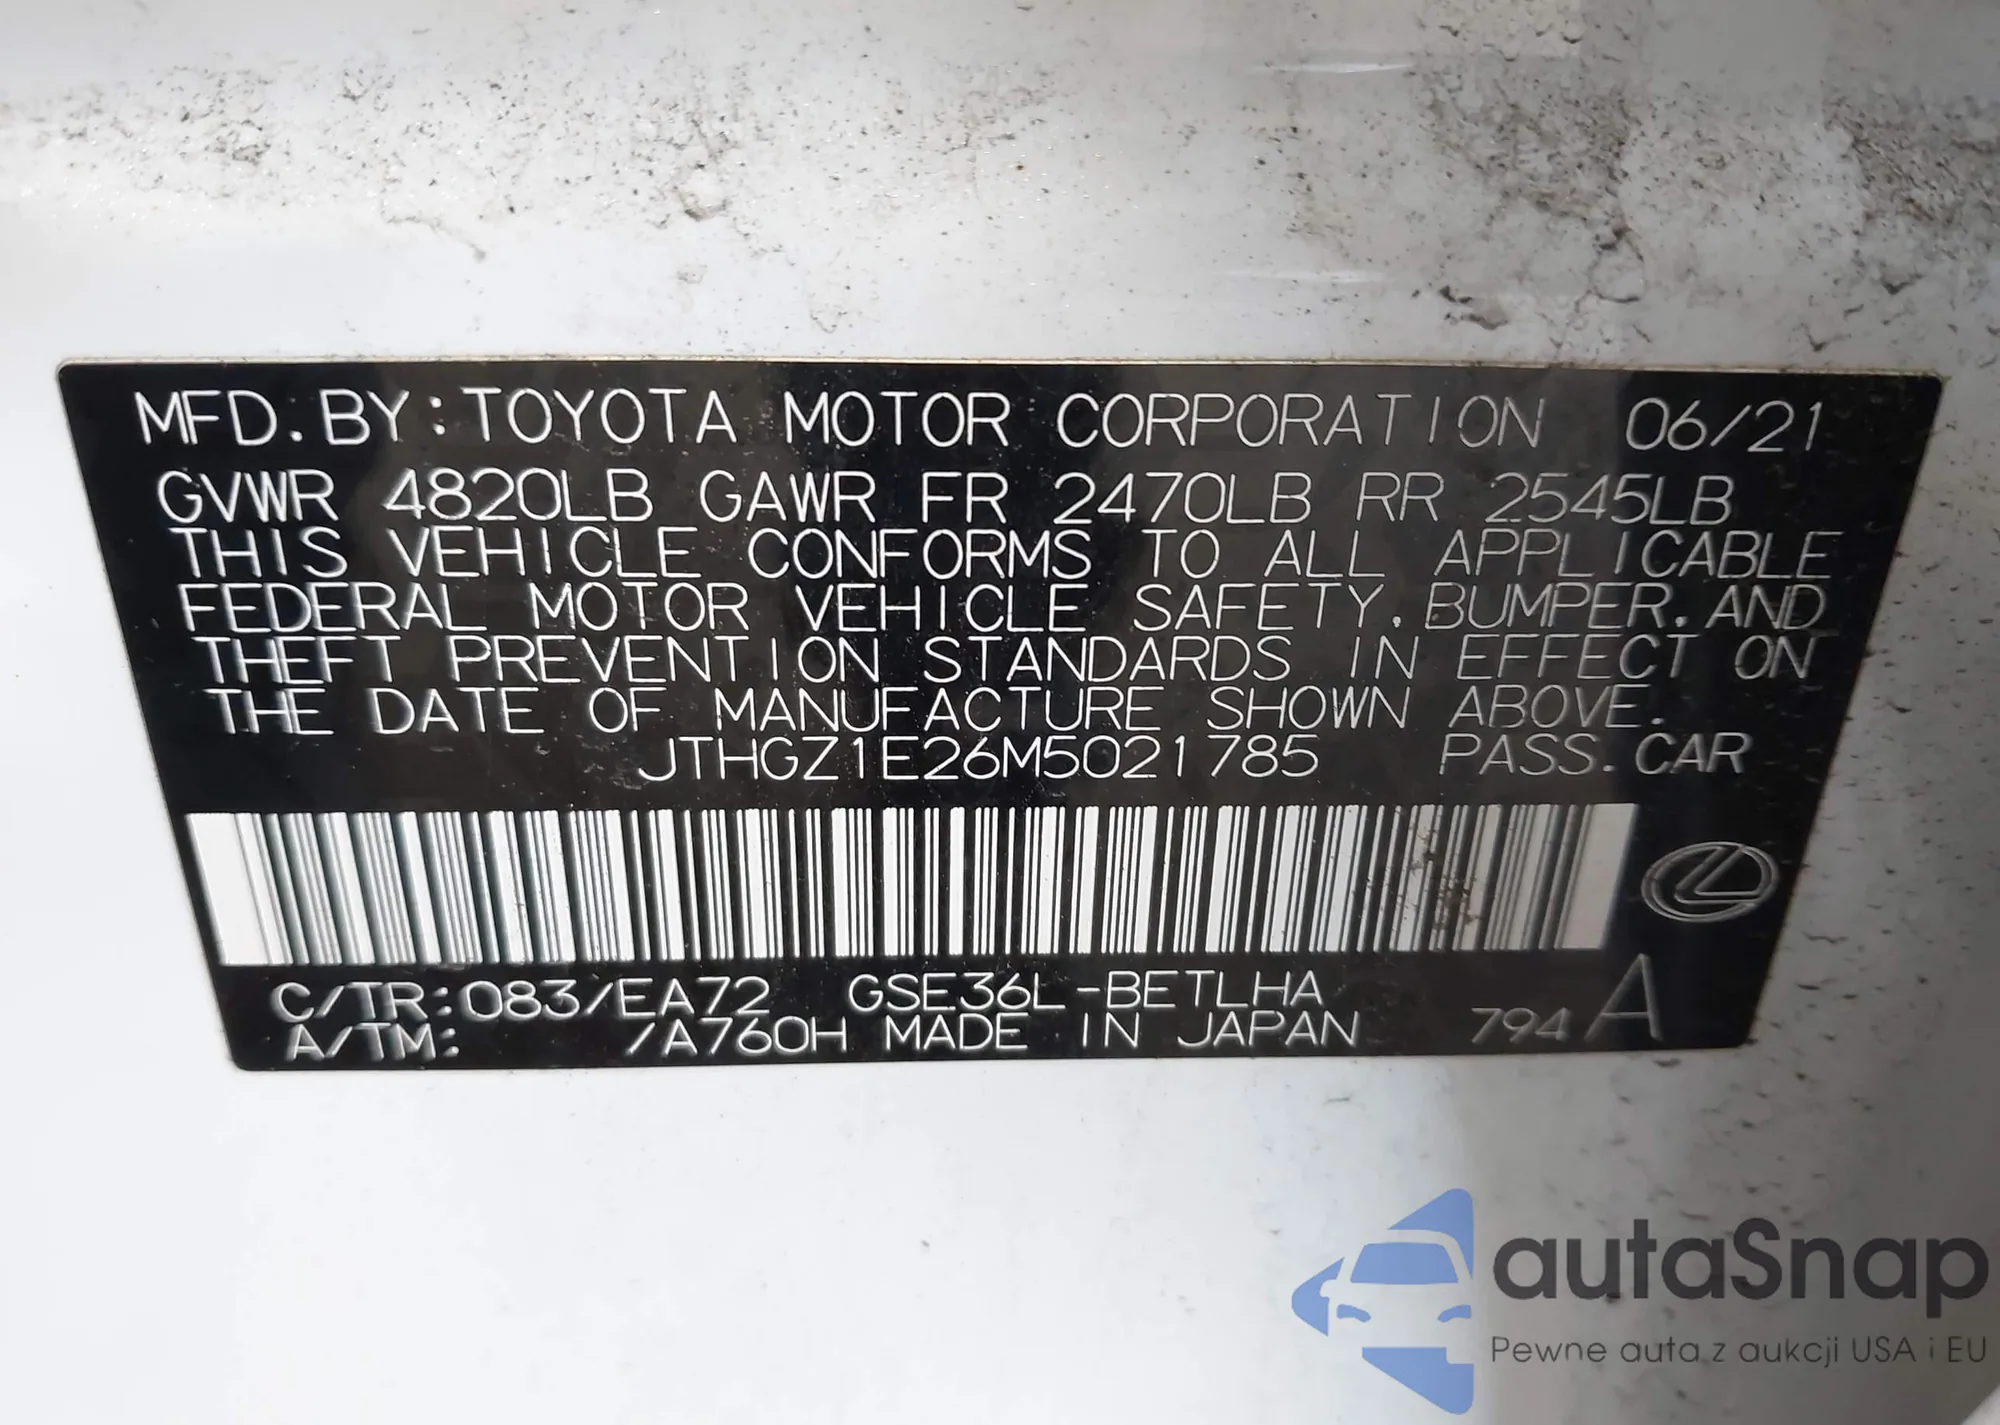 MFD. BY: TOYOTA MOTOR CORPORATION 06/21
GVWR 4820LB GAWR FR 2470LB RR 2545LB
THIS VEHICLE CONFORMS TO ALL APPLICABLE
FEDERAL MOTOR VEHICLE SAFETY, BUMPER, AND
THEFT PREVENTION STANDARDS IN EFFECT ON
THE DATE OF MANUFACTURE SHOWN ABOVE.
JTHGZ1E26M5021785 PASS. CAR
C/TR: 083/EA72 GSE36L-BETLHA
A/TM: /A760H MADE IN JAPAN 794 A
autaSnap
Pewne auta z aukcji USA i EU